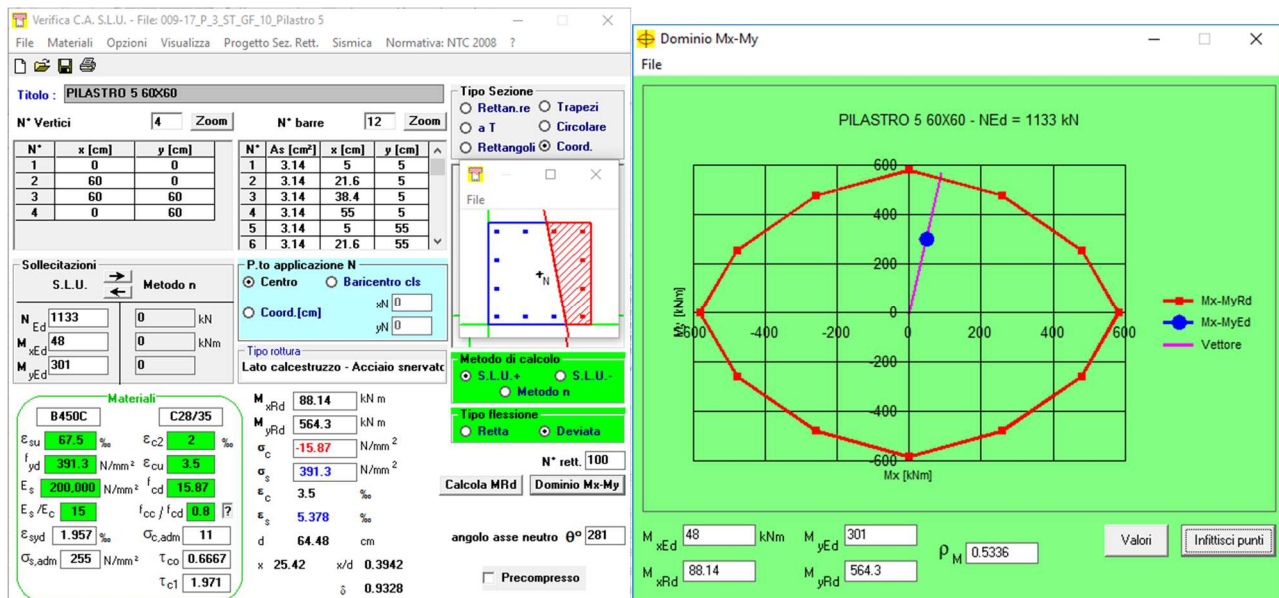 Verifica C.A. S.L.U. - File: 009-17_P_3_ST_GF_10_Pilastro 5
File Materiali Opzioni Visualizza Progetto Sez. Rett. Sismica Normativa: NTC 2008 ?
Titolo : PILASTRO 5 60X60
N° Vertici 4 Zoom N° barre 12 Zoom
N° x [cm] y [cm]
1 0 0
2 60 0
3 60 60
4 0 60
N° As [cm²] x [cm] y [cm]
1 3.14 5 5
2 3.14 21.6 5
3 3.14 38.4 5
4 3.14 55 5
5 3.14 5 55
6 3.14 21.6 55
Tipo Sezione
Rettan.re Trapezi
a T Circolare
Rettangoli Coord.
File
N
Sollecitazioni
S.L.U. Metodo n
N Ed 1133 0 kN
M xEd 48 0 kNm
M yEd 301 0
P.to applicazione N
Centro Baricentro cls
Coord.[cm] xN 0
yN 0
Tipo rottura
Lato calcestruzzo - Acciaio snervato
Metodo di calcolo
S.L.U.+ S.L.U.-
Metodo n
Tipo flessione
Retta Deviata
N° rett. 100
Calcola MRd Dominio Mx-My
angolo asse neutro θ° 281
Precompresso
Materiali
B450C C28/35
εsu 67.5 ‰ εc2 2 ‰
fyd 391.3 N/mm² εcu 3.5
Es 200,000 N/mm² fcd 15.87
Es/Ec 15 fcc / fcd 0.8 ?
εsyd 1.957 ‰ σc,adm 11
σs,adm 255 N/mm² τco 0.6667
τc1 1.971
M xRd 88.14 kN m
M yRd 564.3 kN m
σc -15.87 N/mm²
σs 391.3 N/mm²
εc 3.5 ‰
εs 5.378 ‰
d 64.48 cm
x 25.42 x/d 0.3942
δ 0.9328
Dominio Mx-My
File
PILASTRO 5 60X60 - NEd = 1133 kN
600
400
200
0
-200
-400
-600
-600 -400 -200 0 200 400 600
My [kNm]
Mx [kNm]
Mx-MyRd
Mx-MyEd
Vettore
M xEd 48 kNm M yEd 301
M xRd 88.14 M yRd 564.3
ρ M 0.5336
Valori Infittisci punti